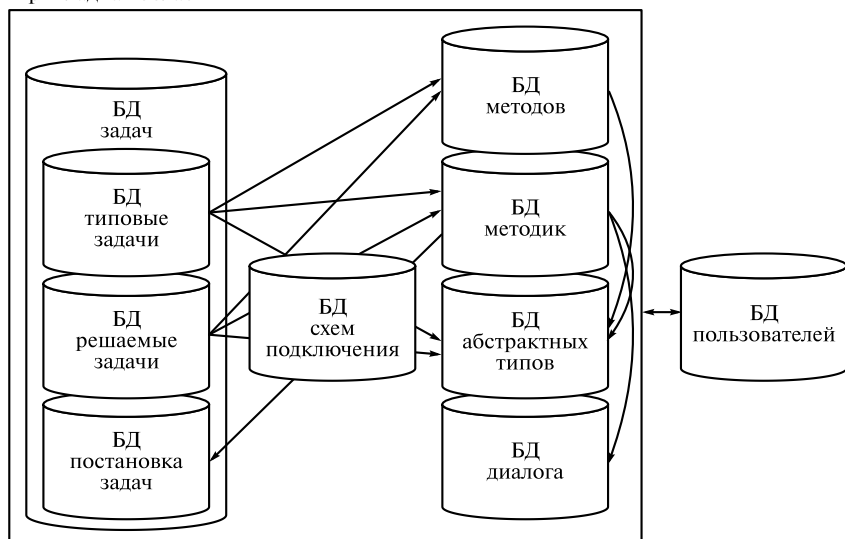 БД
задач
БД
типовые
задачи
БД
решаемые
задачи
БД
постановка
задач
БД
схем
подключения
БД
методов
БД
методик
БД
абстрактных
типов
БД
диалога
БД
пользователей